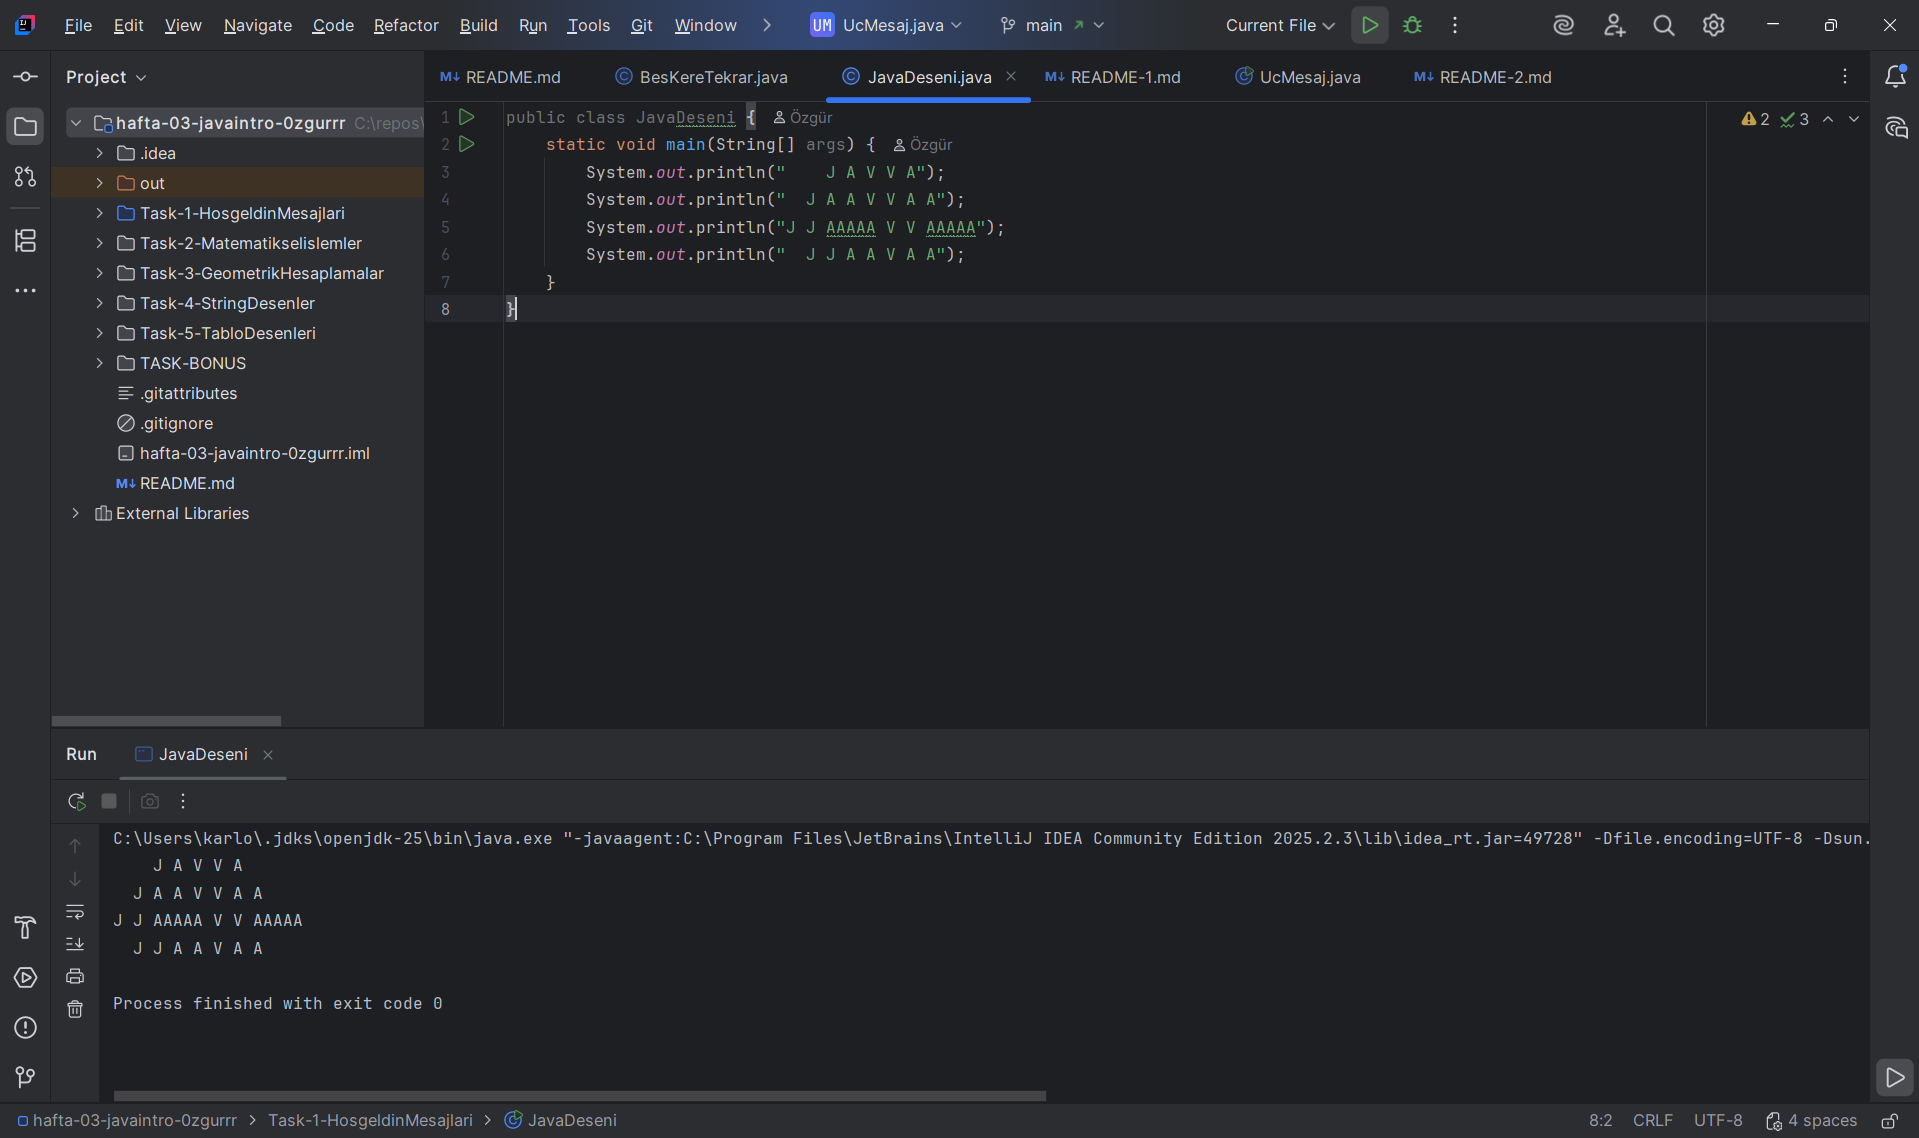 File Edit View Navigate Code Refactor Build Run Tools Git Window UM UcMesaj.java main Current File
Project
README.md BesKereTekrar.java JavaDeseni.java README-1.md UcMesaj.java README-2.md
hafta-03-javaintro-0zgurrr C:\repos\
.idea
out
Task-1-HosgeldinMesajlari
Task-2-Matematikselislemler
Task-3-GeometrikHesaplamalar
Task-4-StringDesenler
Task-5-TabloDesenleri
TASK-BONUS
.gitattributes
.gitignore
hafta-03-javaintro-0zgurrr.iml
README.md
External Libraries
1 public class JavaDeseni { Özgür
2     static void main(String[] args) { Özgür
3         System.out.println("    J A V V A");
4         System.out.println("  J A A V V A A");
5         System.out.println("J J AAAAA V V AAAAA");
6         System.out.println("  J J A A V A A");
7     }
8 }
2 3
Run JavaDeseni
C:\Users\karlo\.jdks\openjdk-25\bin\java.exe "-javaagent:C:\Program Files\JetBrains\IntelliJ IDEA Community Edition 2025.2.3\lib\idea_rt.jar=49728" -Dfile.encoding=UTF-8 -Dsun.
    J A V V A
  J A A V V A A
J J AAAAA V V AAAAA
  J J A A V A A
Process finished with exit code 0
hafta-03-javaintro-0zgurrr > Task-1-HosgeldinMesajlari > JavaDeseni 8:2 CRLF UTF-8 4 spaces